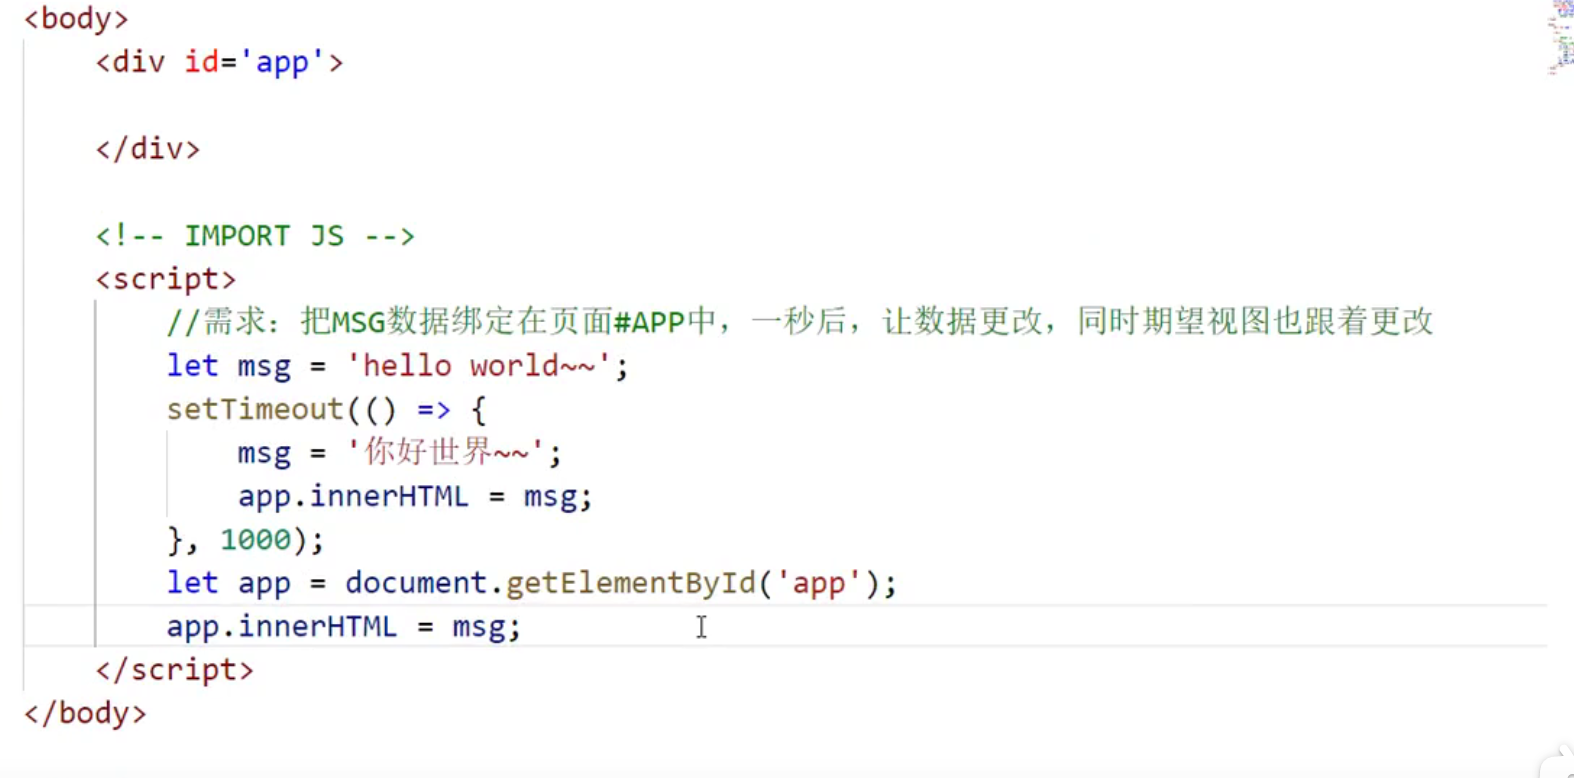 <body>
<div id='app'>
</div>
<!-- IMPORT JS -->
<script>
//需求：把MSG数据绑定在页面#APP中，一秒后，让数据更改，同时期望视图也跟着更改
let msg = 'hello world~~';
setTimeout(() => {
msg = '你好世界~~';
app.innerHTML = msg;
}, 1000);
let app = document.getElementById('app');
app.innerHTML = msg;
</script>
</body>